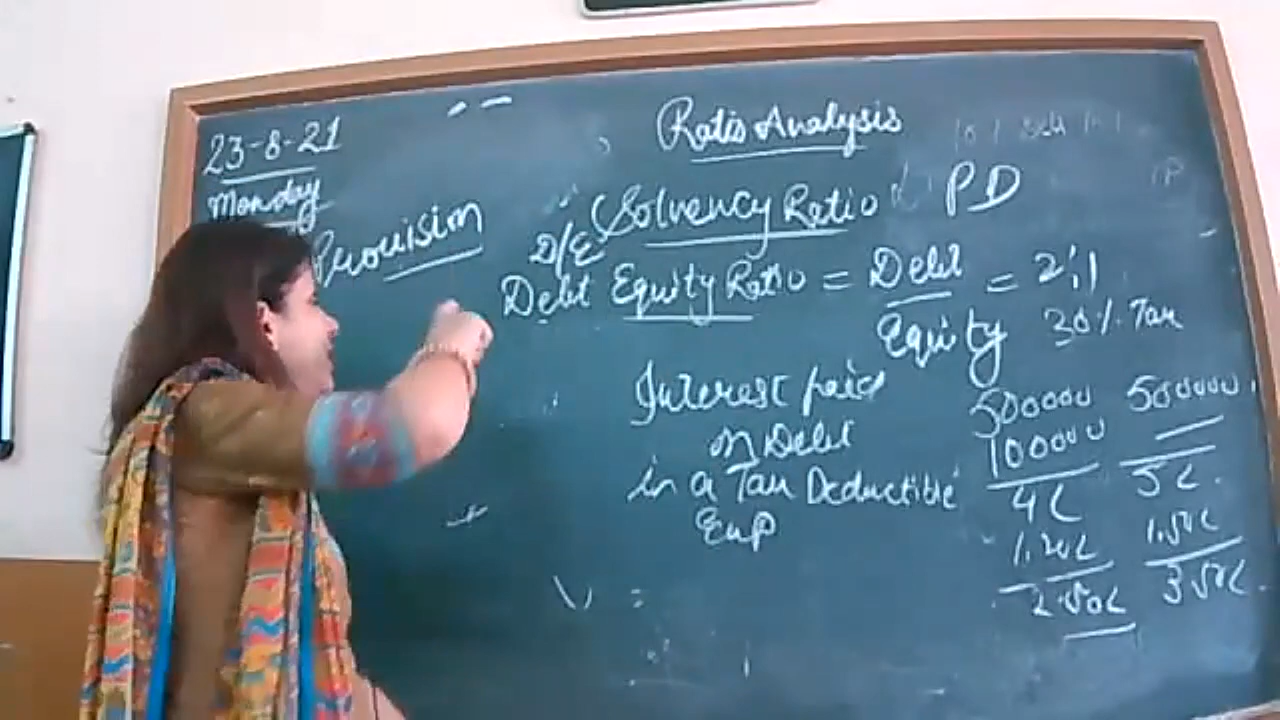 23-8-21
Monday
Ratio Analysis
Provision
Solvency Ratio
PD
D/E
Debt Equity Ratio = Debt = 2:1
Equity
30% Tax
Interest paid
on Debt
in a Tax Deductible
Exp
500000 500000
100000
4L 5L
1.20L 1.50L
2.80L 3.50L